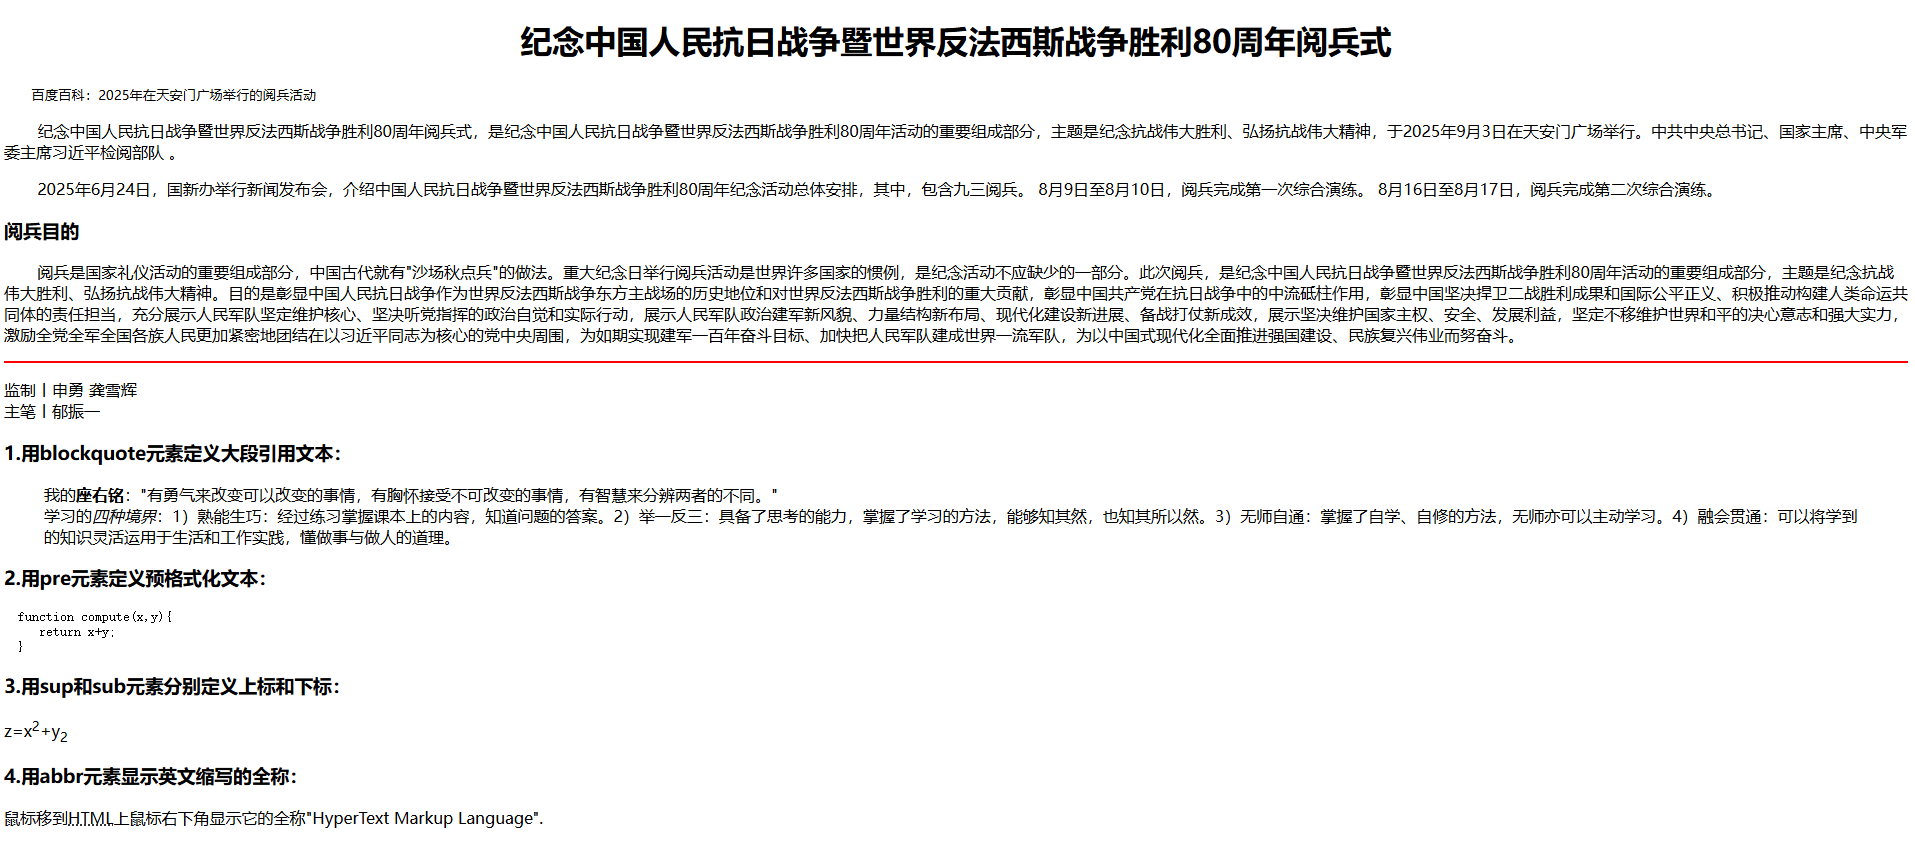 纪念中国人民抗日战争暨世界反法西斯战争胜利80周年阅兵式
百度百科：2025年在天安门广场举行的阅兵活动
纪念中国人民抗日战争暨世界反法西斯战争胜利80周年阅兵式，是纪念中国人民抗日战争暨世界反法西斯战争胜利80周年活动的重要组成部分，主题是纪念抗战伟大胜利、弘扬抗战伟大精神，于2025年9月3日在天安门广场举行。中共中央总书记、国家主席、中央军
委主席习近平检阅部队 。
2025年6月24日，国新办举行新闻发布会，介绍中国人民抗日战争暨世界反法西斯战争胜利80周年纪念活动总体安排，其中，包含九三阅兵。 8月9日至8月10日，阅兵完成第一次综合演练。 8月16日至8月17日，阅兵完成第二次综合演练。
阅兵目的
阅兵是国家礼仪活动的重要组成部分，中国古代就有"沙场秋点兵"的做法。重大纪念日举行阅兵活动是世界许多国家的惯例，是纪念活动不应缺少的一部分。此次阅兵，是纪念中国人民抗日战争暨世界反法西斯战争胜利80周年活动的重要组成部分，主题是纪念抗战
伟大胜利、弘扬抗战伟大精神。目的是彰显中国人民抗日战争作为世界反法西斯战争东方主战场的历史地位和对世界反法西斯战争胜利的重大贡献，彰显中国共产党在抗日战争中的中流砥柱作用，彰显中国坚决捍卫二战胜利成果和国际公平正义、积极推动构建人类命运共
同体的责任担当，充分展示人民军队坚定维护核心、坚决听党指挥的政治自觉和实际行动，展示人民军队政治建军新风貌、力量结构新布局、现代化建设新进展、备战打仗新成效，展示坚决维护国家主权、安全、发展利益，坚定不移维护世界和平的决心意志和强大实力，
激励全党全军全国各族人民更加紧密地团结在以习近平同志为核心的党中央周围，为如期实现建军一百年奋斗目标、加快把人民军队建成世界一流军队，为以中国式现代化全面推进强国建设、民族复兴伟业而努奋斗。
监制丨申勇 龚雪辉
主笔丨郁振一
1.用blockquote元素定义大段引用文本：
我的座右铭："有勇气来改变可以改变的事情，有胸怀接受不可改变的事情，有智慧来分辨两者的不同。"
学习的四种境界：1）熟能生巧：经过练习掌握课本上的内容，知道问题的答案。2）举一反三：具备了思考的能力，掌握了学习的方法，能够知其然，也知其所以然。3）无师自通：掌握了自学、自修的方法，无师亦可以主动学习。4）融会贯通：可以将学到
的知识灵活运用于生活和工作实践，懂做事与做人的道理。
2.用pre元素定义预格式化文本：
function compute(x,y){
return x+y;
}
3.用sup和sub元素分别定义上标和下标：
z=x²+y₂
4.用abbr元素显示英文缩写的全称：
鼠标移到HTML上鼠标右下角显示它的全称"HyperText Markup Language".